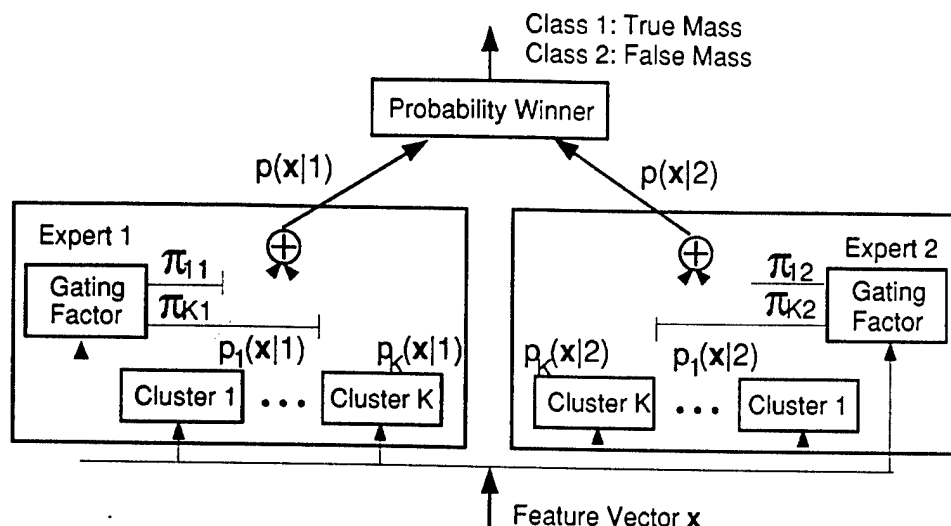 Class 1: True Mass
Class 2: False Mass
Probability Winner
p(x|1)
p(x|2)
Expert 1
π11
πK1
Gating
Factor
p1(x|1)
pK(x|1)
Cluster 1
...
Cluster K
Expert 2
π12
πK2
Gating
Factor
pK(x|2)
p1(x|2)
Cluster K
...
Cluster 1
Feature Vector x